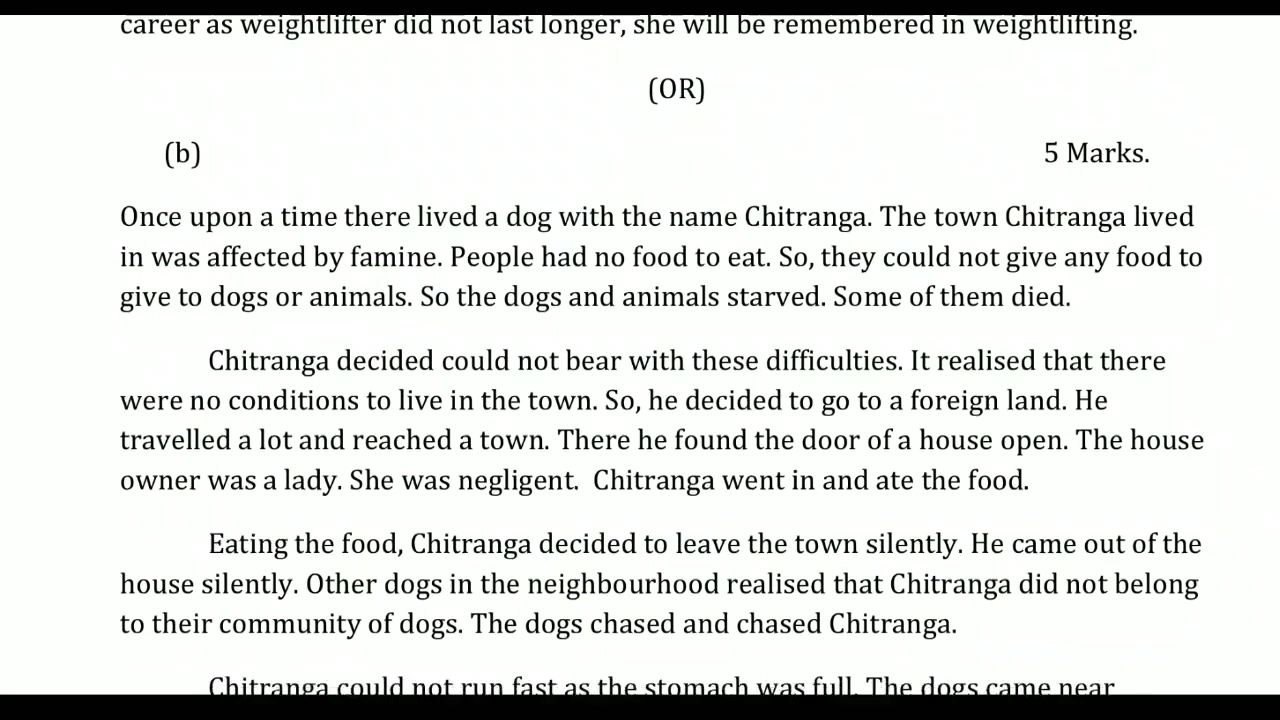 career as weightlifter did not last longer, she will be remembered in weightlifting.
(OR)
(b) 5 Marks.
Once upon a time there lived a dog with the name Chitranga. The town Chitranga lived
in was affected by famine. People had no food to eat. So, they could not give any food to
give to dogs or animals. So the dogs and animals starved. Some of them died.
Chitranga decided could not bear with these difficulties. It realised that there
were no conditions to live in the town. So, he decided to go to a foreign land. He
travelled a lot and reached a town. There he found the door of a house open. The house
owner was a lady. She was negligent. Chitranga went in and ate the food.
Eating the food, Chitranga decided to leave the town silently. He came out of the
house silently. Other dogs in the neighbourhood realised that Chitranga did not belong
to their community of dogs. The dogs chased and chased Chitranga.
Chitranga could not run fast as the stomach was full. The dogs came near